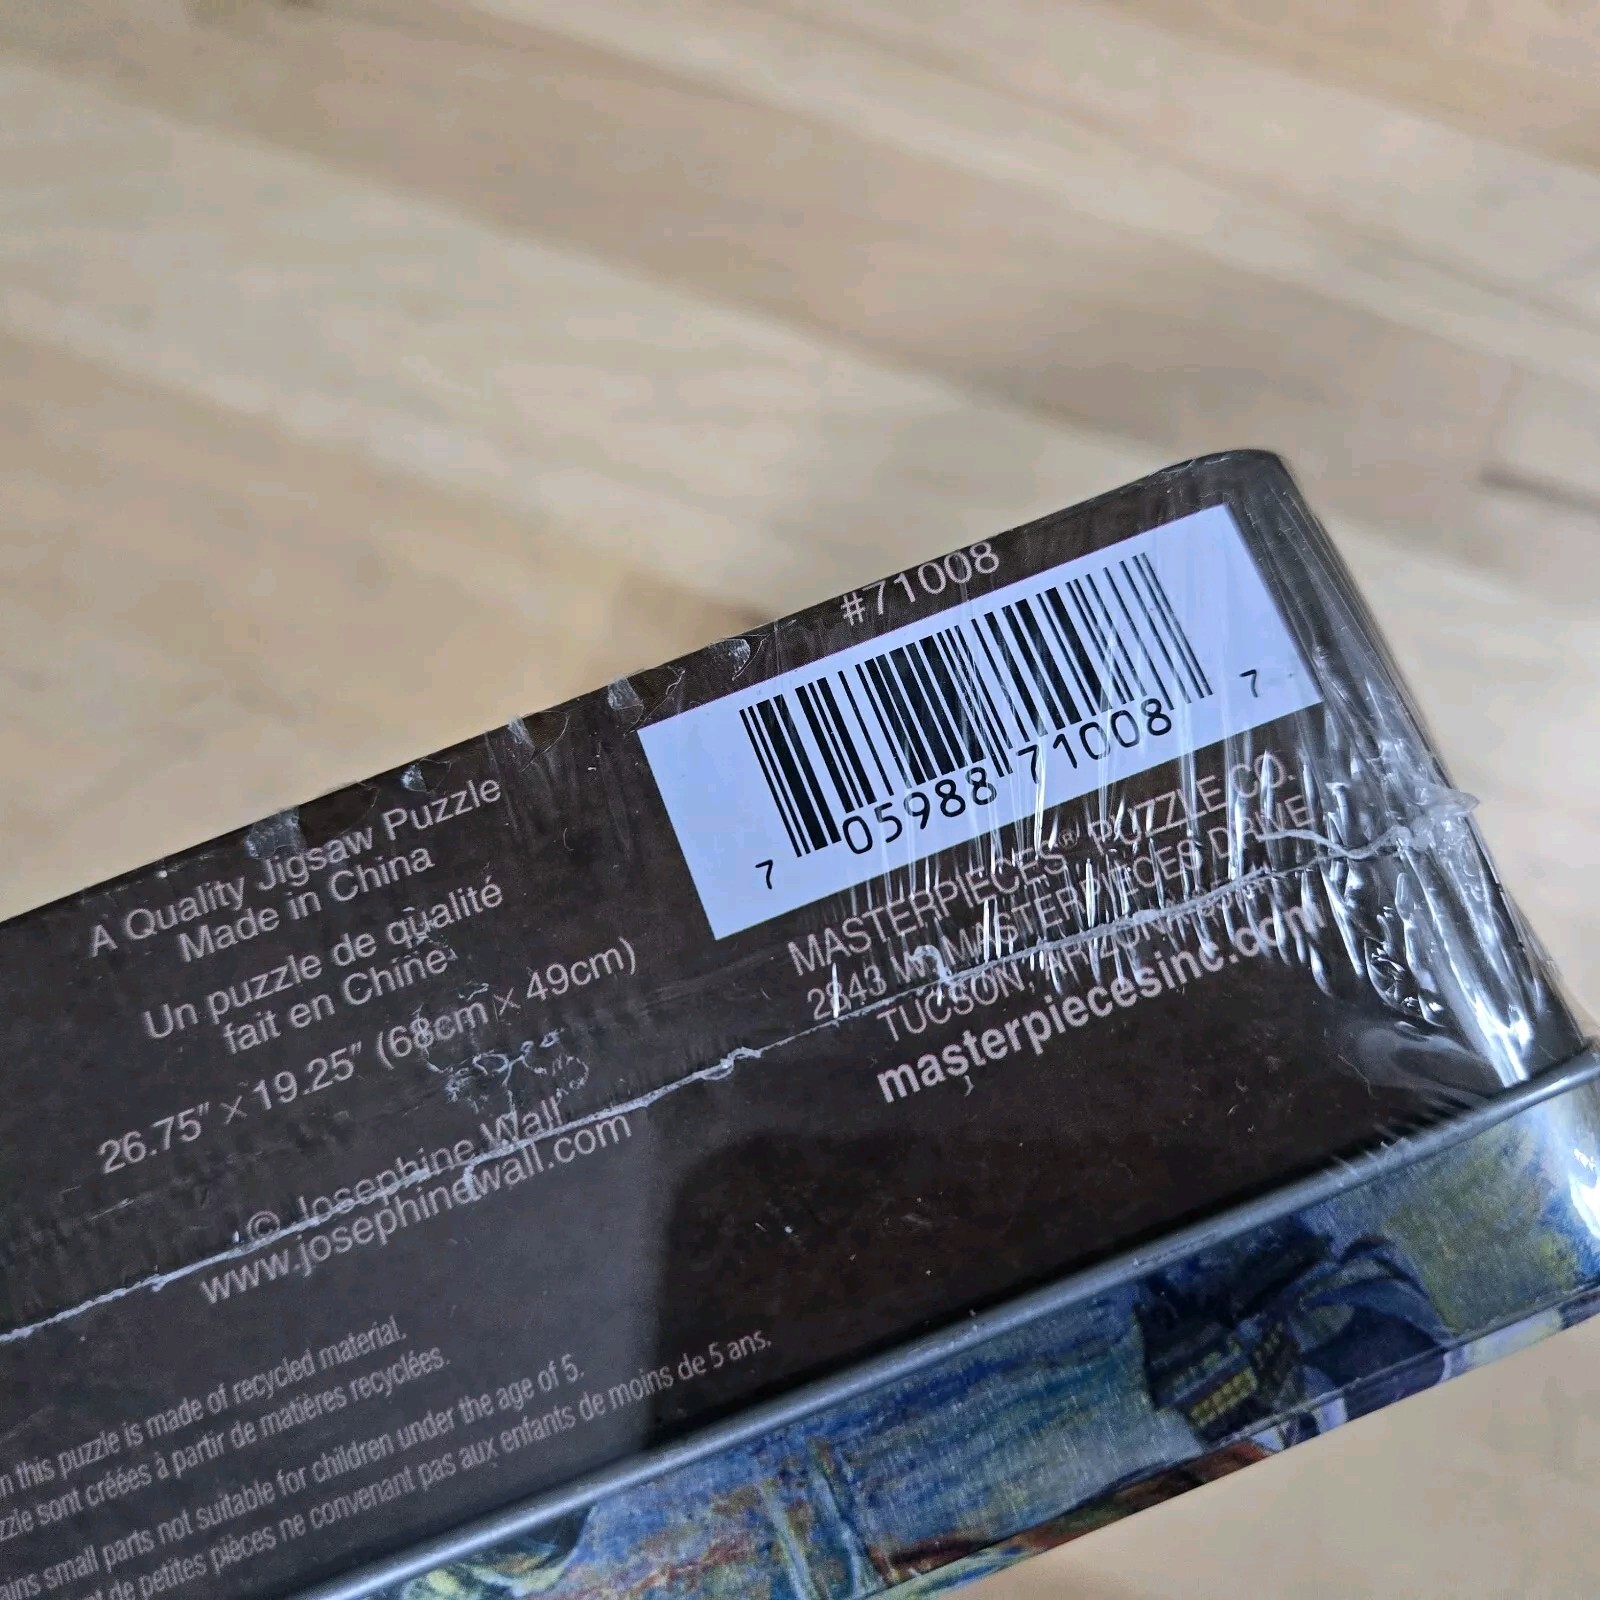 #71008
7 05988 71008 7
MASTERPIECES® PUZZLE CO.
2843 W. MASTERPIECES DRIVE
TUCSON, ARIZONA
masterpiecesinc.com
A Quality Jigsaw Puzzle
Made in China
Un puzzle de qualité
fait en Chine
26.75" × 19.25" (68cm × 49cm)
© Josephine Wall
www.josephinewall.com
this puzzle is made of recycled material.
sont créées à partir de matières recyclées.
small parts not suitable for children under the age of 5.
de petites pièces ne convenant pas aux enfants de moins de 5 ans.